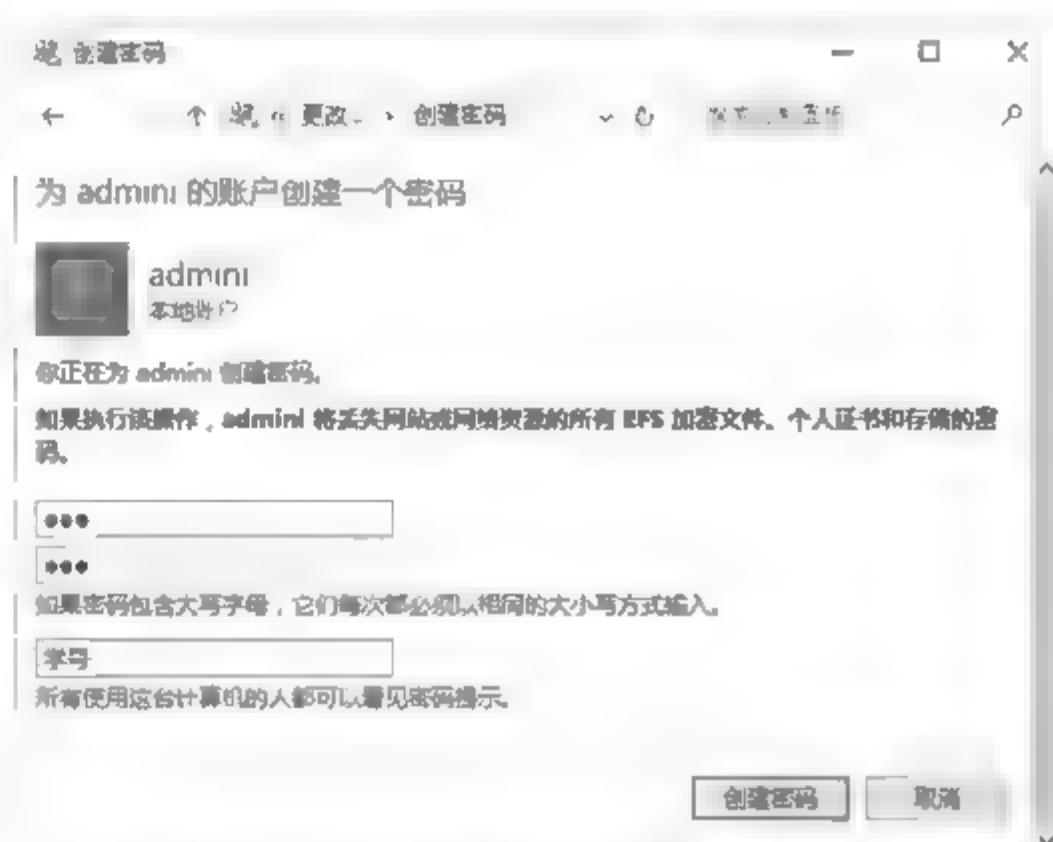 创建密码
更改... › 创建密码
为 admini 的账户创建一个密码
admini
本地账户
你正在为 admini 创建密码。
如果执行该操作，admini 将丢失网站或网络资源的所有 EFS 加密文件、个人证书和存储的密
码。
●●●
●●●
如果密码包含大写字母，它们每次都必须以相同的大小写方式输入。
学号
所有使用这台计算机的人都可以看见密码提示。
创建密码 取消